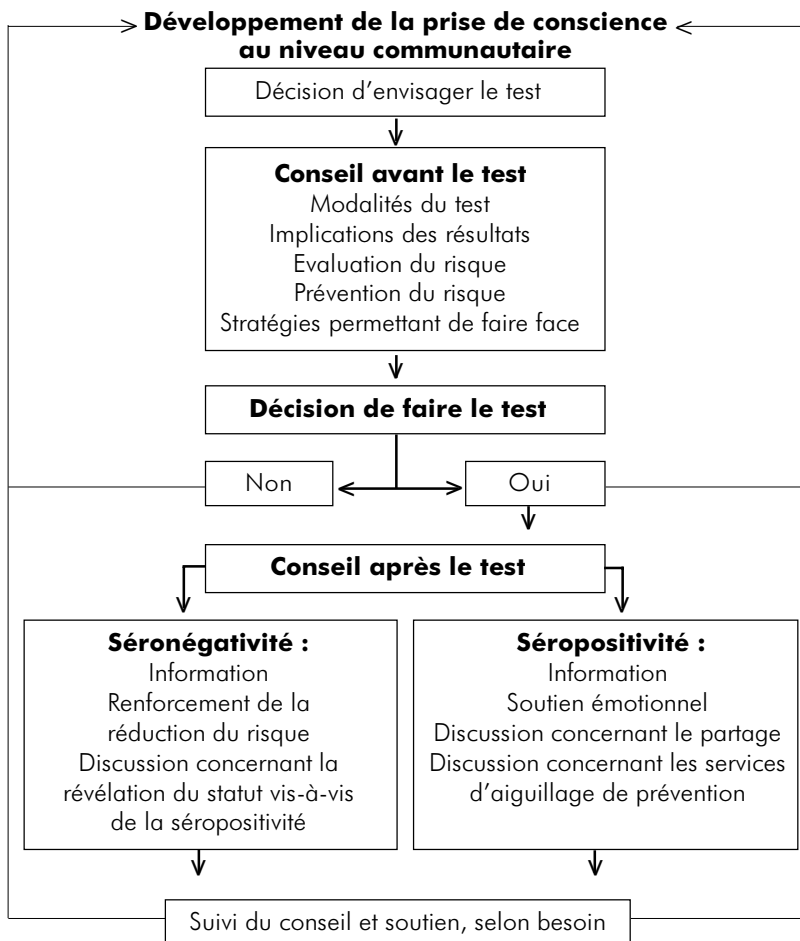 Développement de la prise de conscience
au niveau communautaire
Décision d'envisager le test
Conseil avant le test
Modalités du test
Implications des résultats
Evaluation du risque
Prévention du risque
Stratégies permettant de faire face
Décision de faire le test
Non
Oui
Conseil après le test
Séronégativité :
Information
Renforcement de la
réduction du risque
Discussion concernant la
révélation du statut vis-à-vis
de la séropositivité
Séropositivité :
Information
Soutien émotionnel
Discussion concernant le partage
Discussion concernant les services
d'aiguillage de prévention
Suivi du conseil et soutien, selon besoin